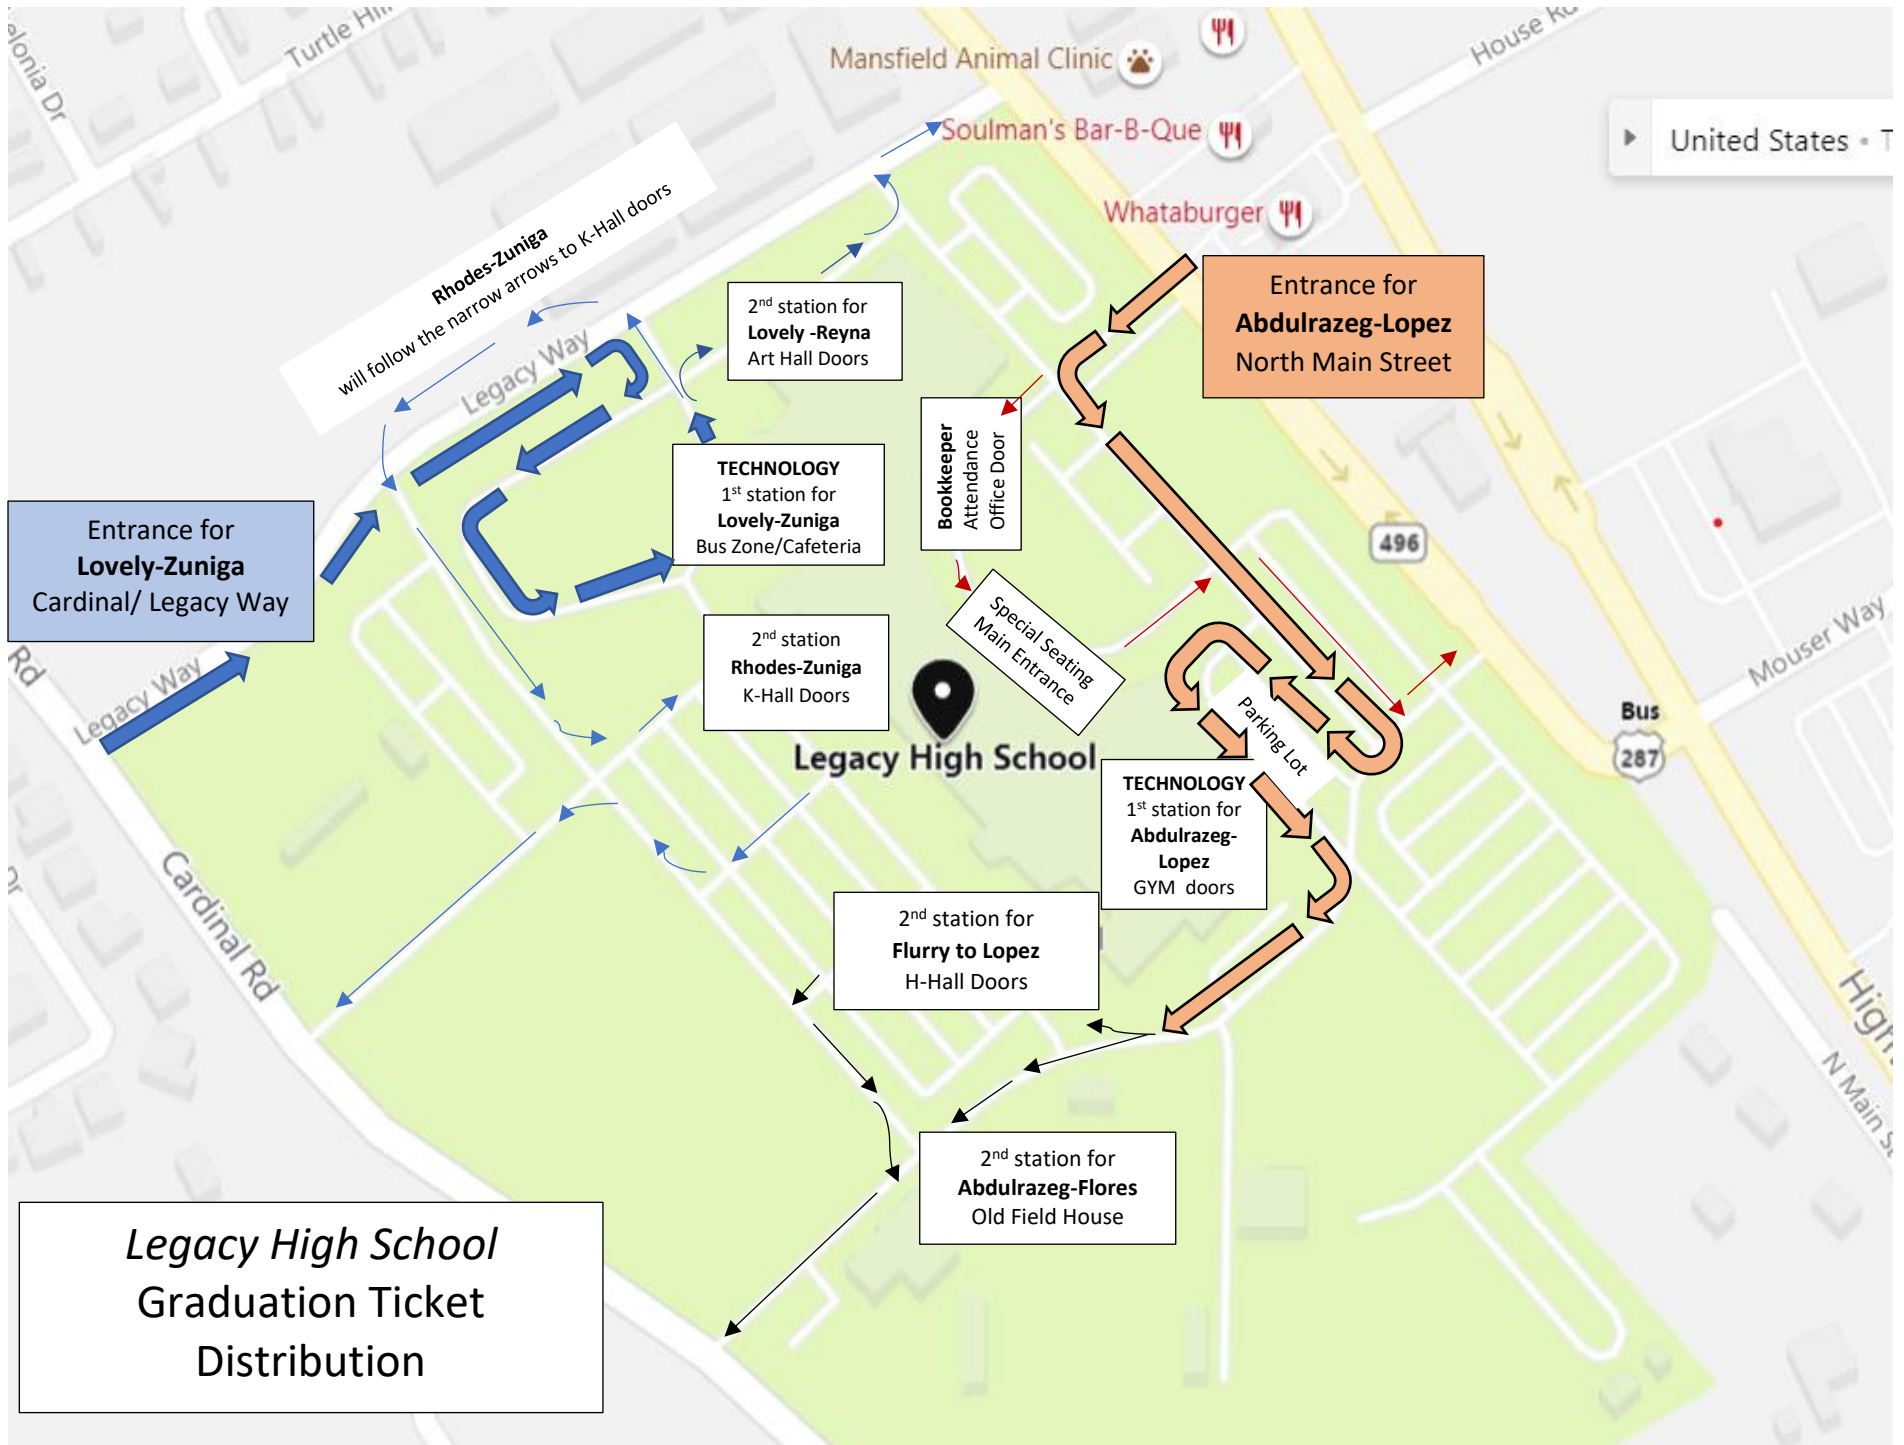 elonia Dr
Turtle Hill
Mansfield Animal Clinic
House Rd
Soulman's Bar-B-Que
United States • T
Whataburger
Rhodes-Zuniga
will follow the narrow arrows to K-Hall doors
Legacy Way
2nd station for
Lovely -Reyna
Art Hall Doors
Entrance for
Abdulrazeg-Lopez
North Main Street
Bookkeeper
Attendance
Office Door
TECHNOLOGY
1st station for
Lovely-Zuniga
Bus Zone/Cafeteria
Entrance for
Lovely-Zuniga
Cardinal/ Legacy Way
496
Special Seating
Main Entrance
2nd station
Rhodes-Zuniga
K-Hall Doors
Rd
Legacy Way
Mouser Way
Bus
287
Parking Lot
Legacy High School
TECHNOLOGY
1st station for
Abdulrazeg-
Lopez
GYM doors
Dr
Cardinal Rd
2nd station for
Flurry to Lopez
H-Hall Doors
High
N Main St
2nd station for
Abdulrazeg-Flores
Old Field House
Legacy High School
Graduation Ticket
Distribution